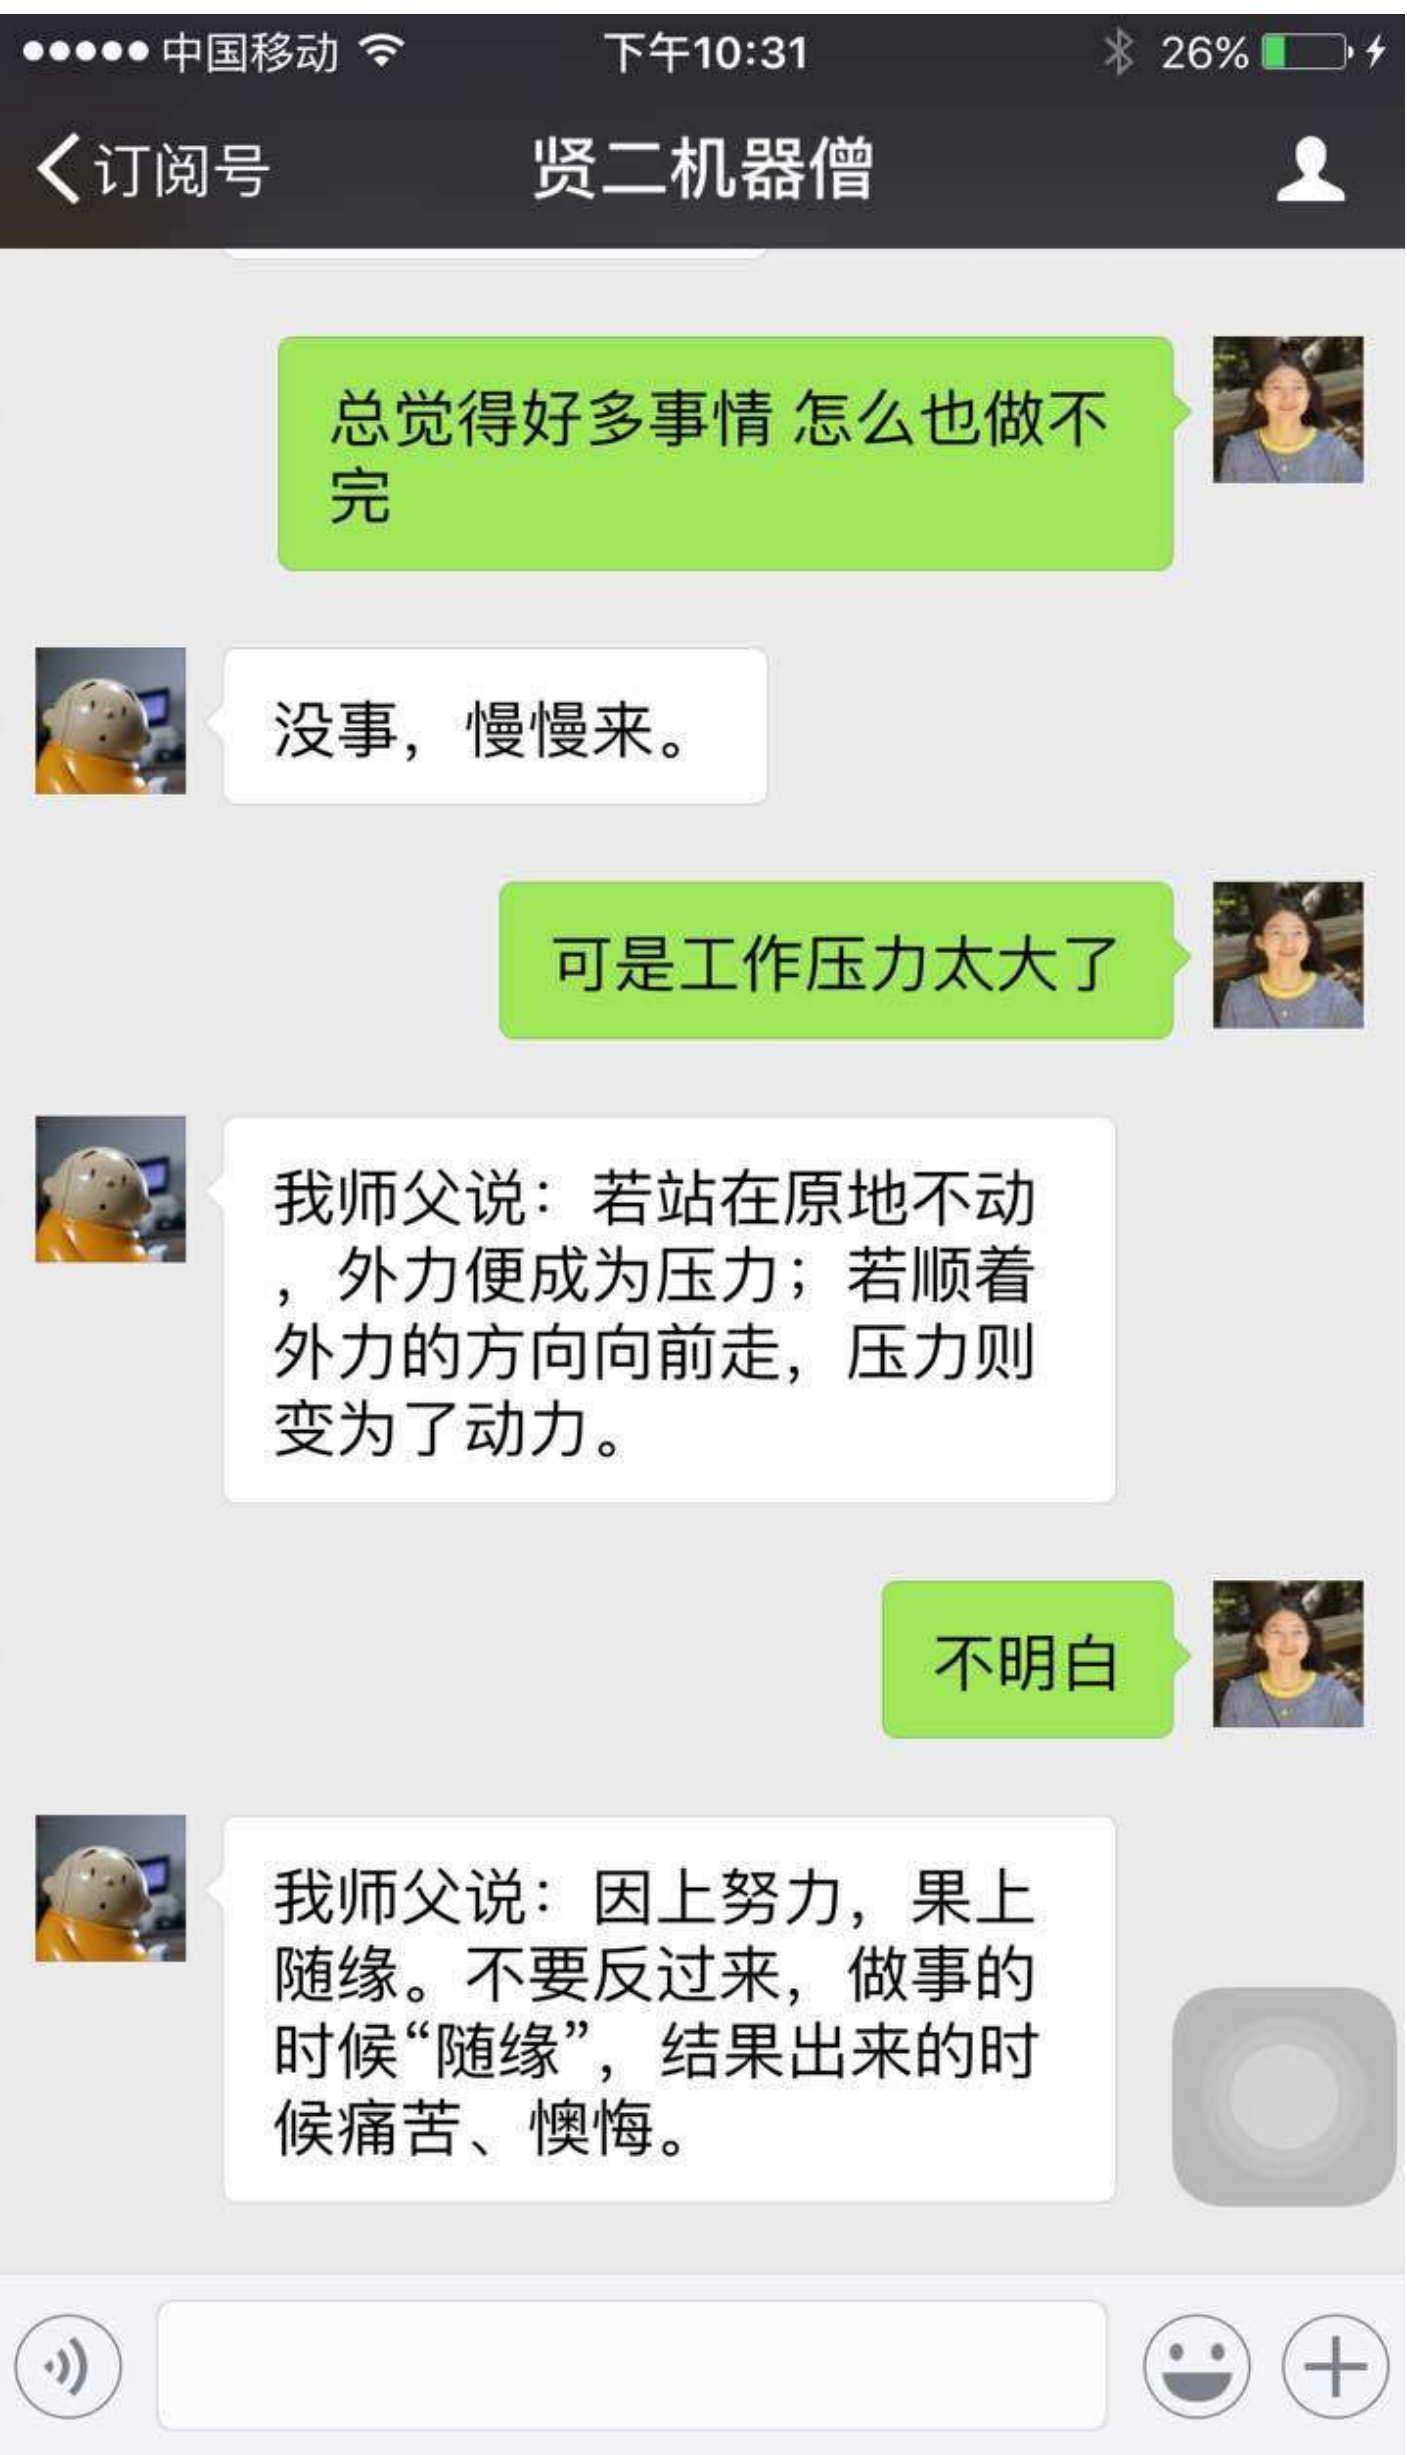 中国移动 下午10:31 26%
订阅号 贤二机器僧
总觉得好多事情 怎么也做不
完
没事，慢慢来。
可是工作压力太大了
我师父说：若站在原地不动
，外力便成为压力；若顺着
外力的方向向前走，压力则
变为了动力。
不明白
我师父说：因上努力，果上
随缘。不要反过来，做事的
时候“随缘”，结果出来的时
候痛苦、懊悔。